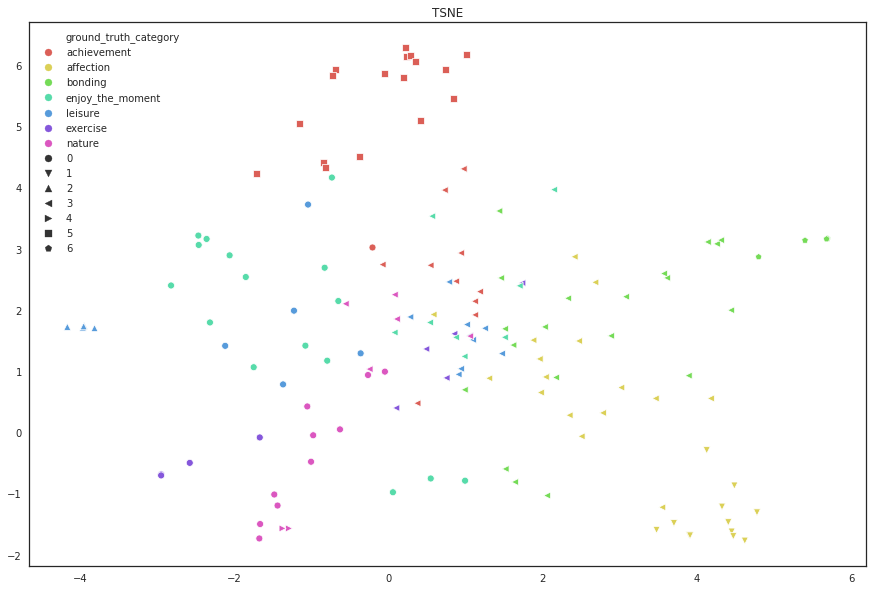 TSNE
ground_truth_category
achievement
affection
bonding
enjoy_the_moment
leisure
exercise
nature
0
1
2
3
4
5
6
6
5
4
3
2
1
0
−1
−2
−4
−2
0
2
4
6